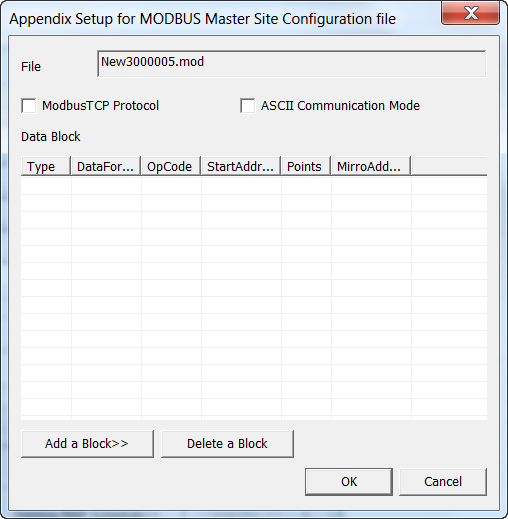 Appendix Setup for MODBUS Master Site Configuration file
File New3000005.mod
ModbusTCP Protocol ASCII Communication Mode
Data Block
Type DataFor... OpCode StartAddr... Points MirroAdd...
Add a Block>> Delete a Block
OK Cancel